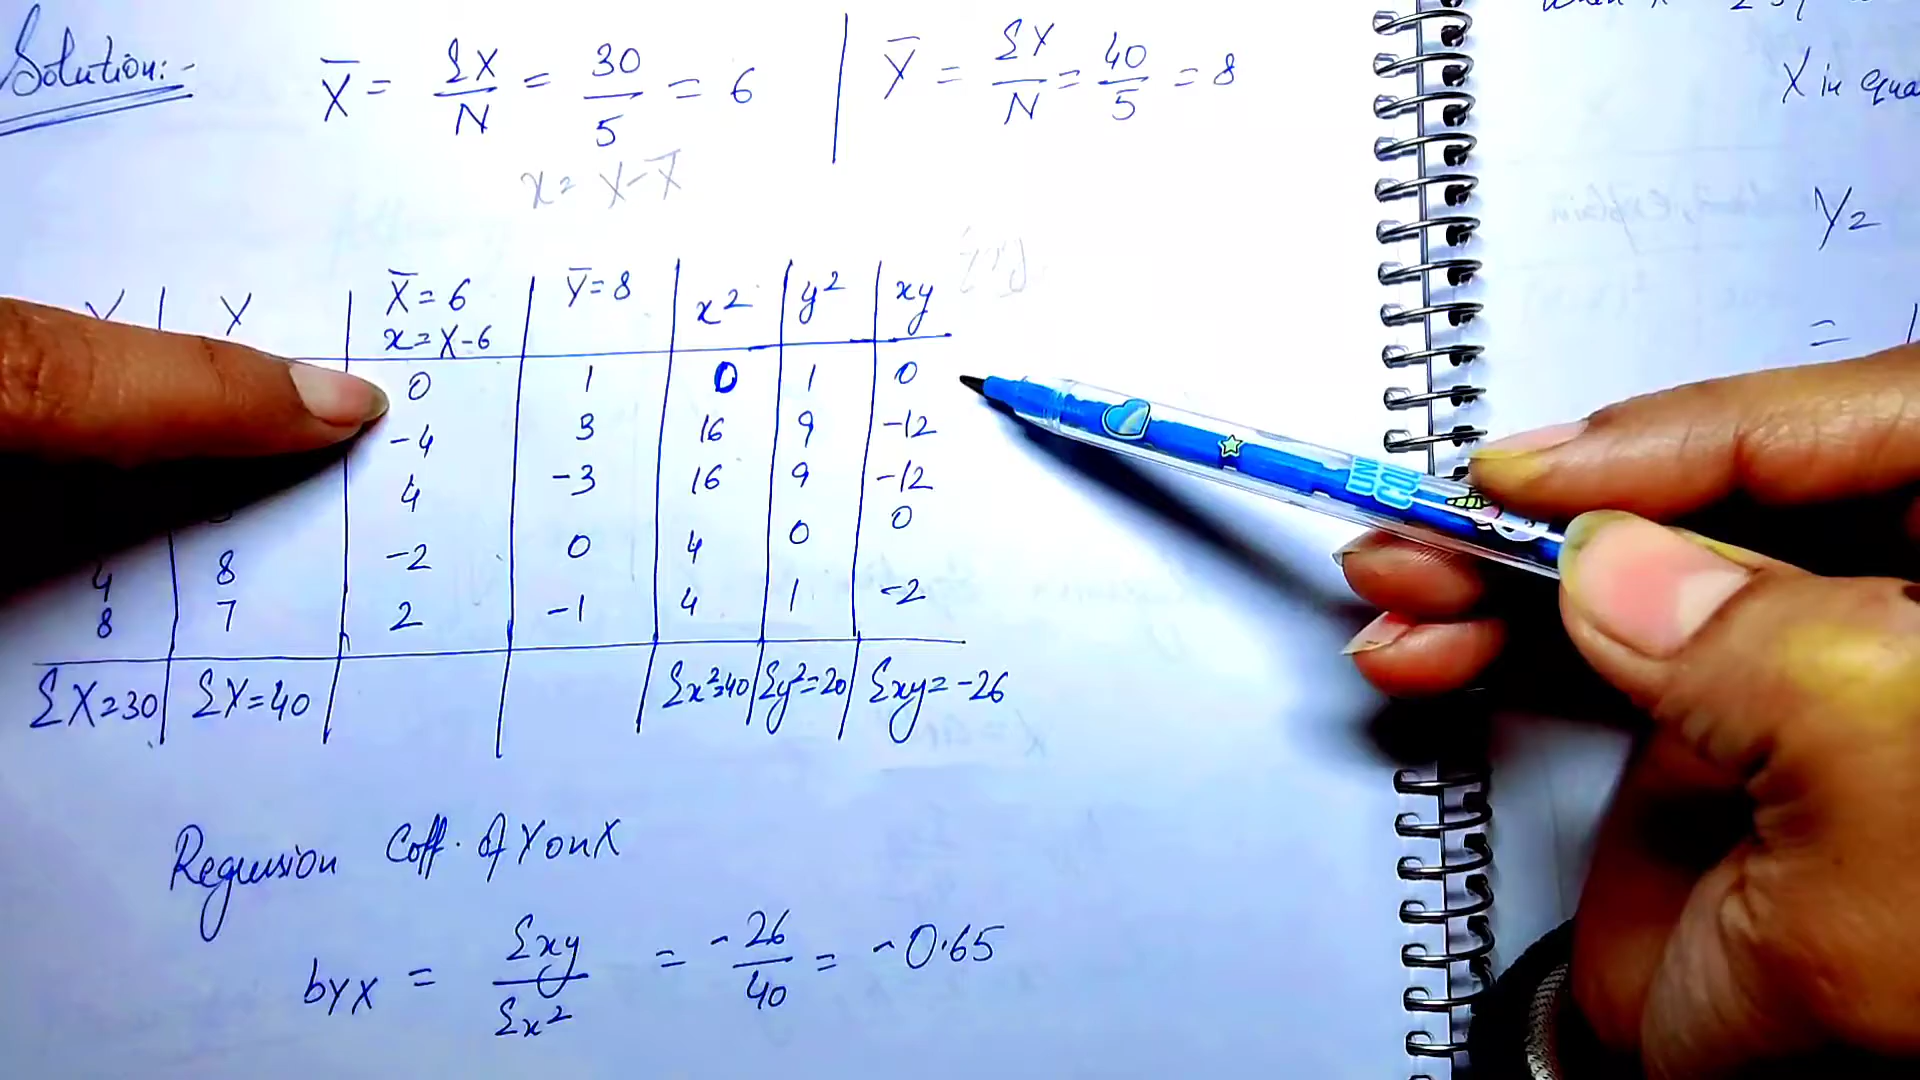 Solution:-
X̄ = ΣX/N = 30/5 = 6 | Ȳ = ΣY/N = 40/5 = 8
x = X-X̄
X in qua
Y=
X̄ = 6 | Ȳ=8 | x² | y² | xy
x=X-6
0 | 1 | 0 | 1 | 0
-4 | 3 | 16 | 9 | -12
4 | -3 | 16 | 9 | -12
4 | 8 | -2 | 0 | 4 | 0 | 0
8 | 7 | 2 | -1 | 4 | 1 | -2
ΣX=30 | ΣY=40 | Σx²=40 | Σy²=20 | Σxy=-26
Regression Coff. of Y on X
byx = Σxy/Σx² = -26/40 = -0.65